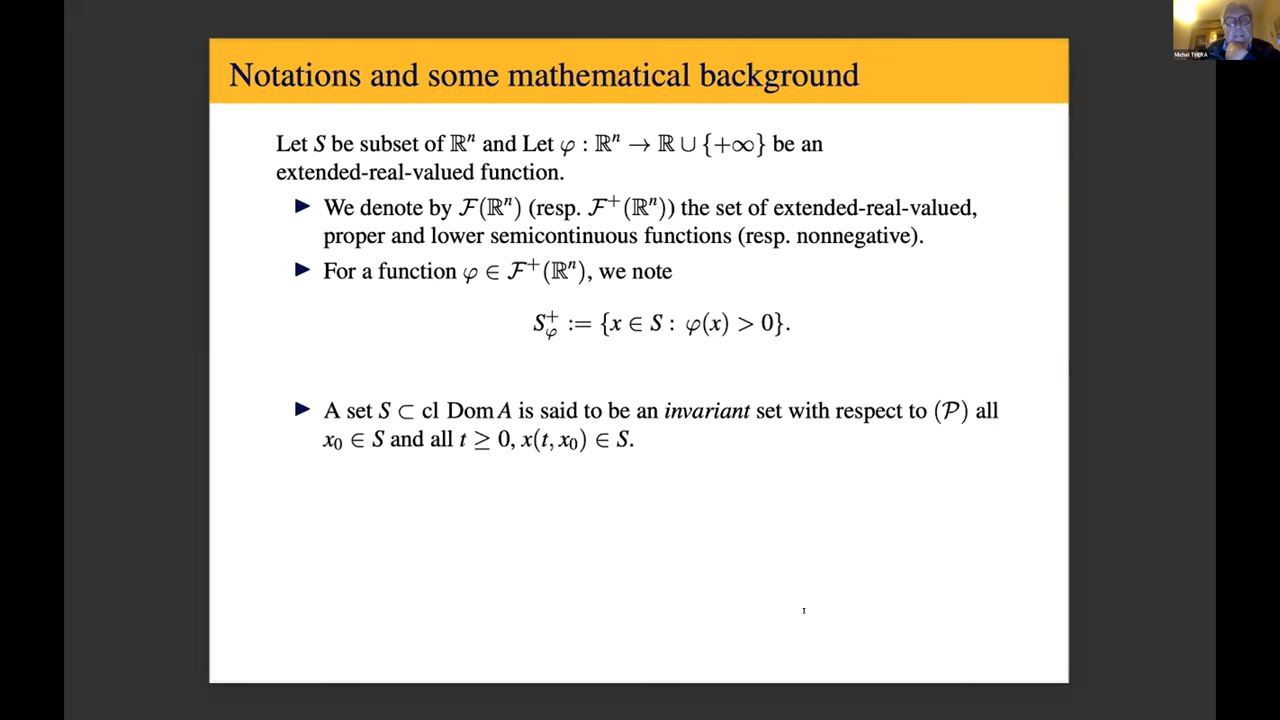 Notations and some mathematical background
Michel THERA
Let S be subset of ℝⁿ and Let φ : ℝⁿ → ℝ ∪ {+∞} be an
extended-real-valued function.
▶ We denote by ℱ(ℝⁿ) (resp. ℱ⁺(ℝⁿ)) the set of extended-real-valued,
proper and lower semicontinuous functions (resp. nonnegative).
▶ For a function φ ∈ ℱ⁺(ℝⁿ), we note
S⁺_φ := {x ∈ S : φ(x) > 0}.
▶ A set S ⊂ cl Dom A is said to be an invariant set with respect to (𝒫) all
x₀ ∈ S and all t ≥ 0, x(t, x₀) ∈ S.